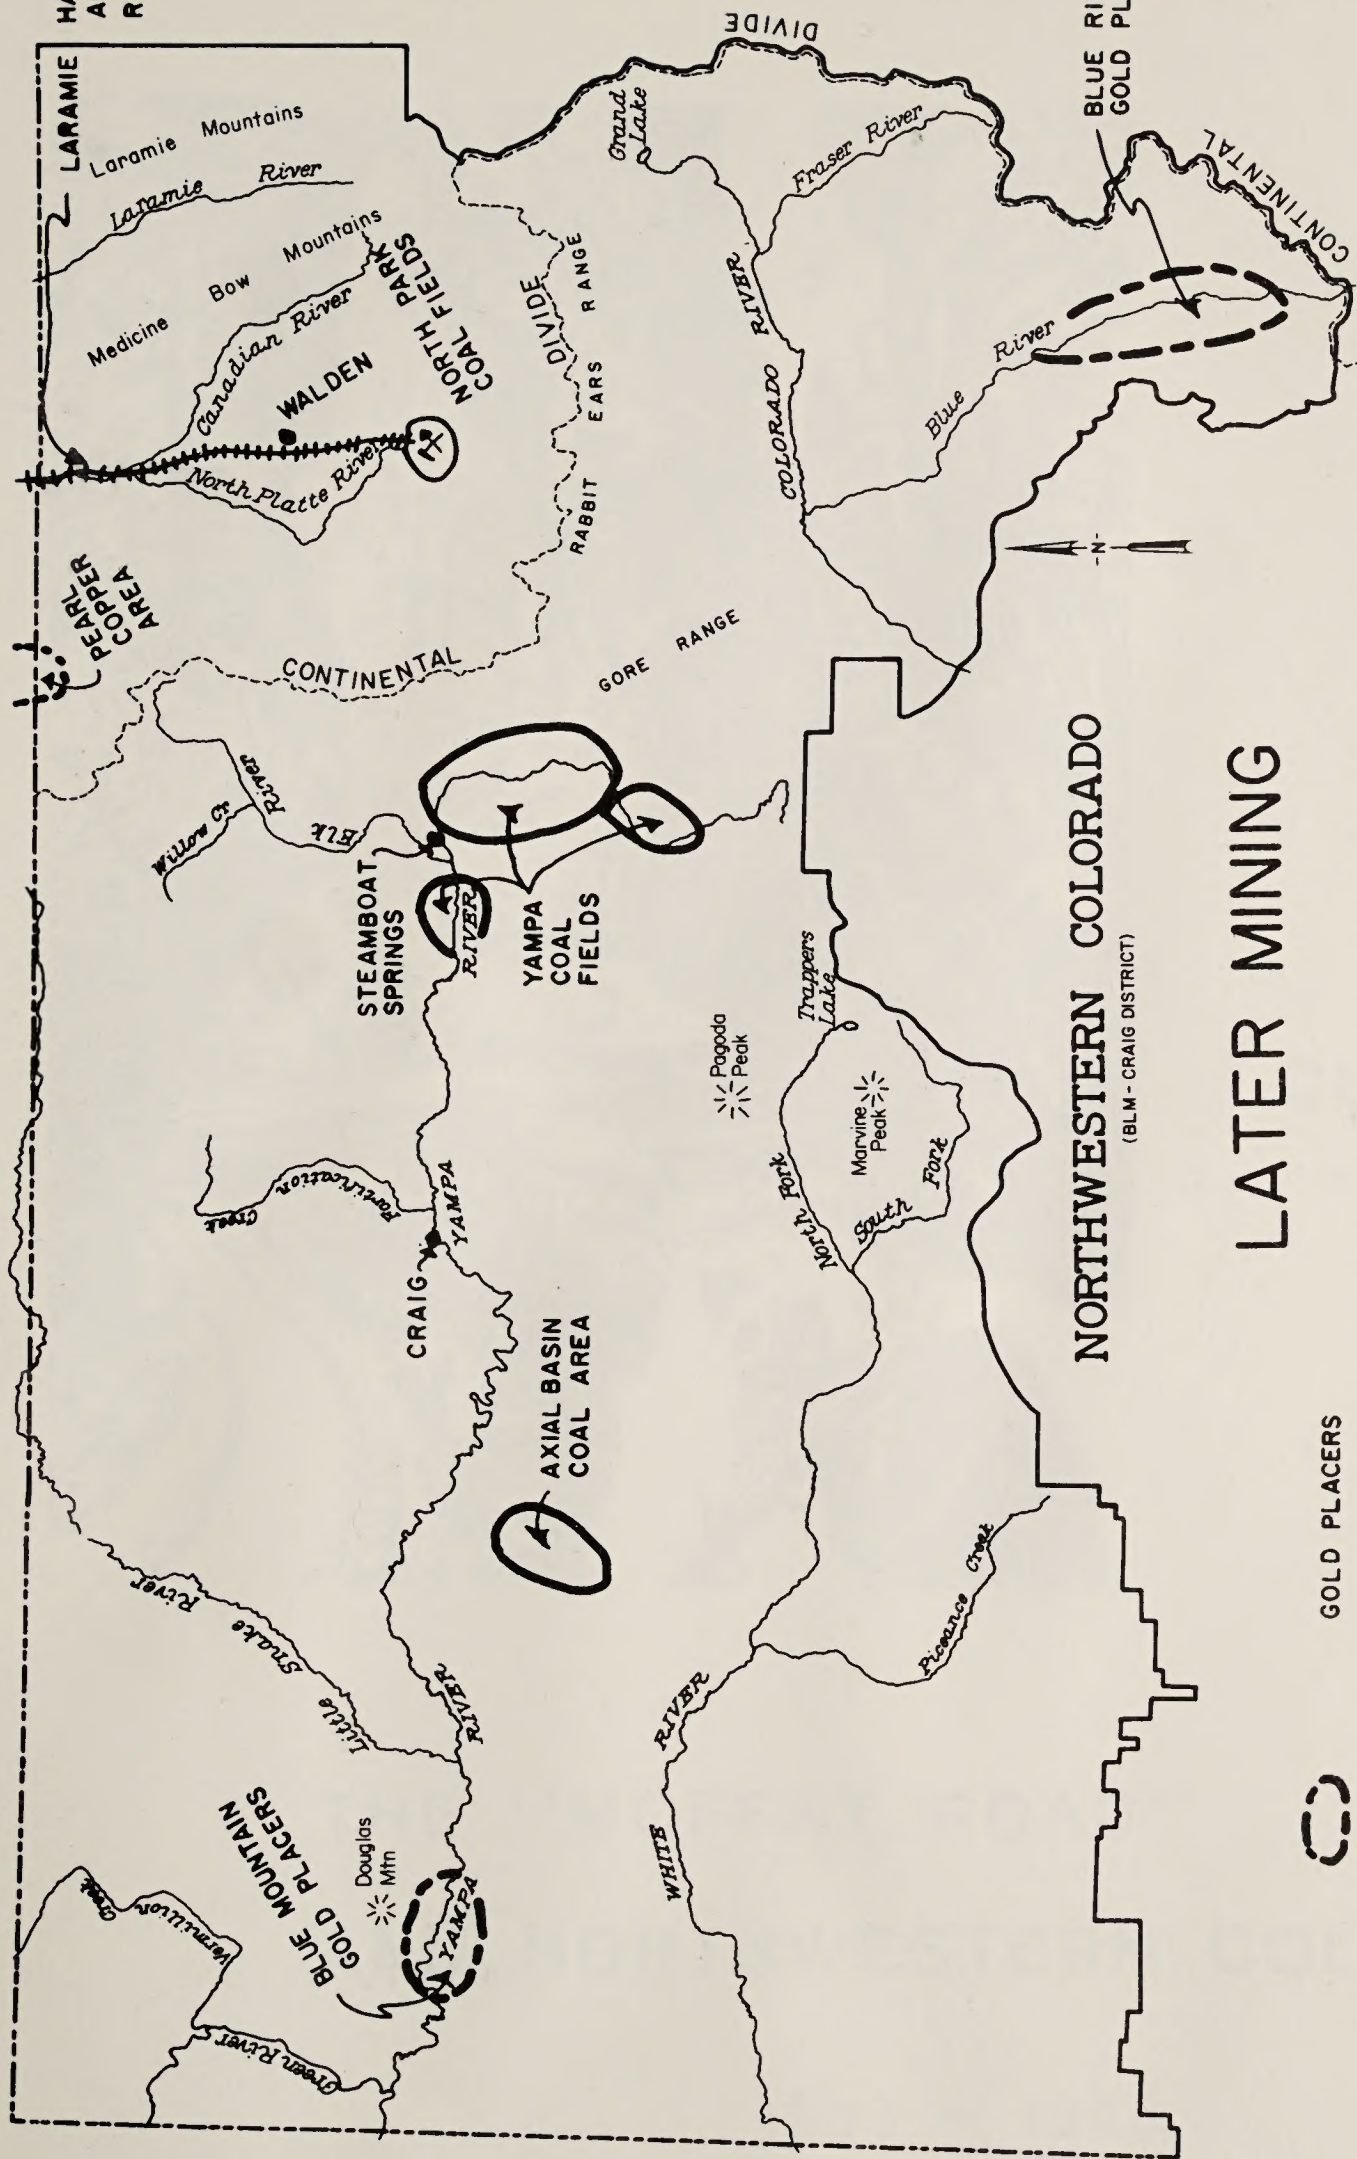 LARAMIE HA
A
R
Laramie Mountains
Laramie River
Medicine Bow Mountains
Canadian River
WALDEN
NORTH PARK
COAL FIELDS
North Platte River
PEARL
COPPER
AREA
CONTINENTAL
DIVIDE
RABBIT EARS RANGE
GORE RANGE
Grand
Lake
DIVIDE
Fraser River
COLORADO RIVER
BLUE RI
GOLD PL
Blue River
CONTINENTAL
-N-
Willow Cr
Elk River
STEAMBOAT
SPRINGS
RIVER
YAMPA
COAL
FIELDS
Fortification
Creek
CRAIG
YAMPA
AXIAL BASIN
COAL AREA
Pagoda
Peak
Trappers
Lake
Marvine
Peak
North Fork
South Fork
Little Snake River
RIVER
BLUE MOUNTAIN
GOLD PLACERS
Douglas
Mtn
YAMPA
Vermillion Creek
Green River
WHITE RIVER
Piceance Creek
NORTHWESTERN COLORADO
(BLM - CRAIG DISTRICT)
LATER MINING
GOLD PLACERS